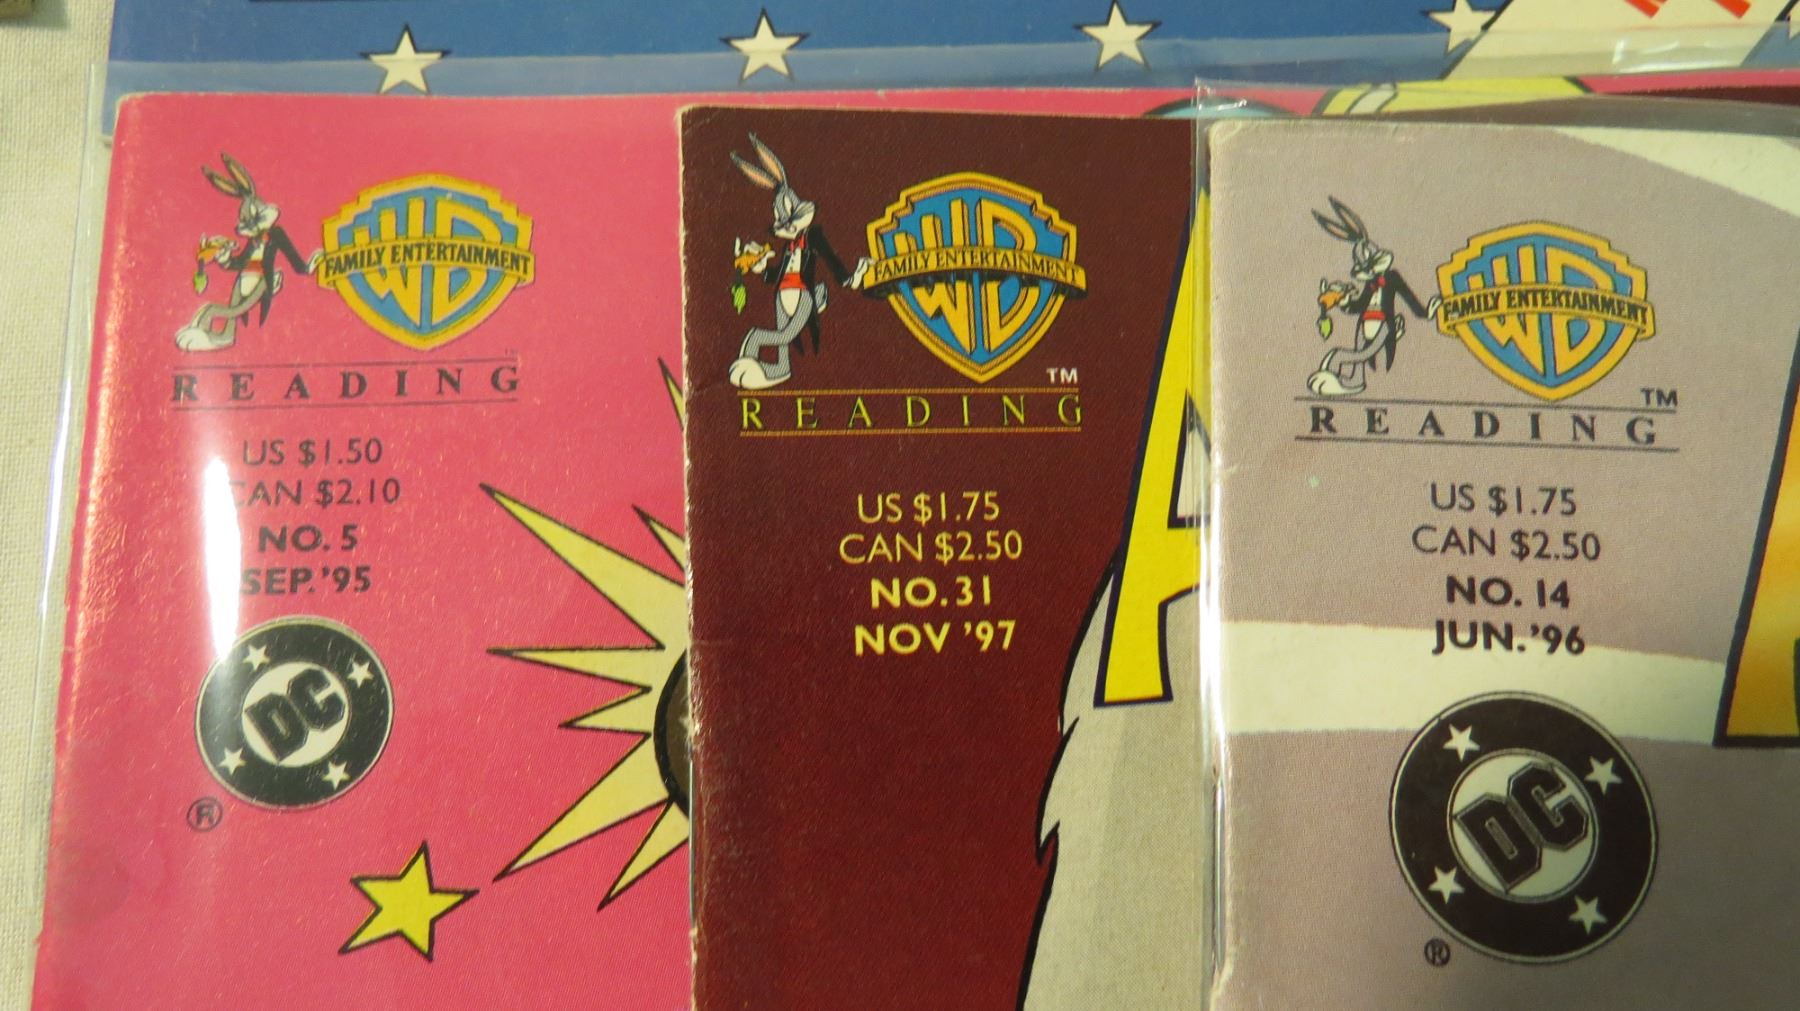 WB
FAMILY ENTERTAINMENT
READING
US $1.50
CAN $2.10
NO. 5
SEP. '95
DC
®
WB
FAMILY ENTERTAINMENT
TM
READING
US $1.75
CAN $2.50
NO. 31
NOV '97
A
WB
FAMILY ENTERTAINMENT
TM
READING
US $1.75
CAN $2.50
NO. 14
JUN. '96
DC
®